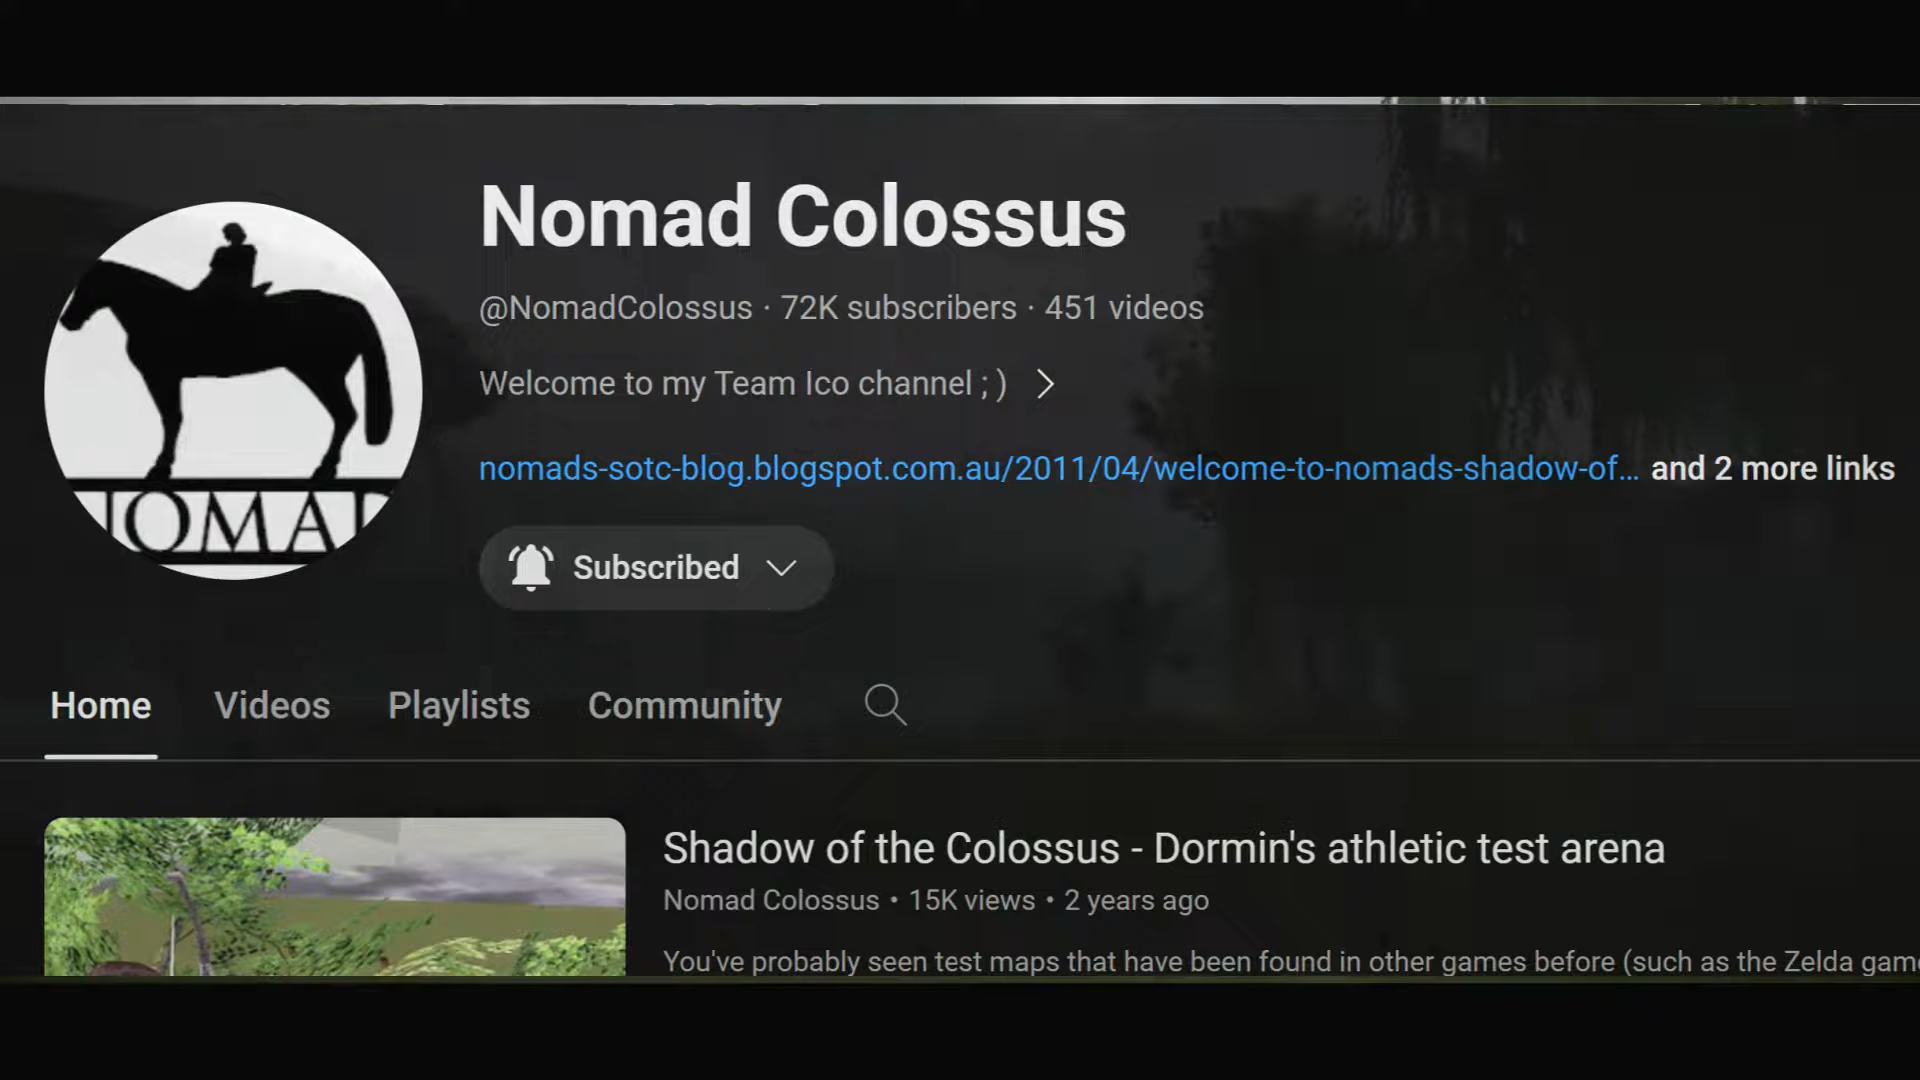 Nomad Colossus
@NomadColossus · 72K subscribers · 451 videos
Welcome to my Team Ico channel ; )
nomads-sotc-blog.blogspot.com.au/2011/04/welcome-to-nomads-shadow-of... and 2 more links
NOMAD
Subscribed
Home Videos Playlists Community
Shadow of the Colossus - Dormin's athletic test arena
Nomad Colossus • 15K views • 2 years ago
You've probably seen test maps that have been found in other games before (such as the Zelda game